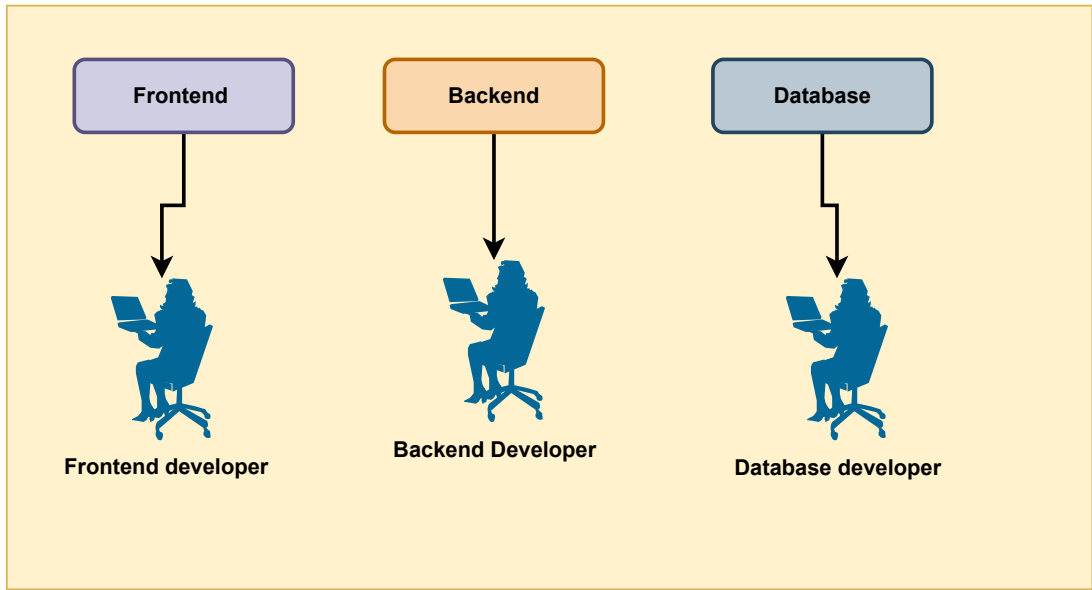 Frontend
Backend
Database
Frontend developer
Backend Developer
Database developer